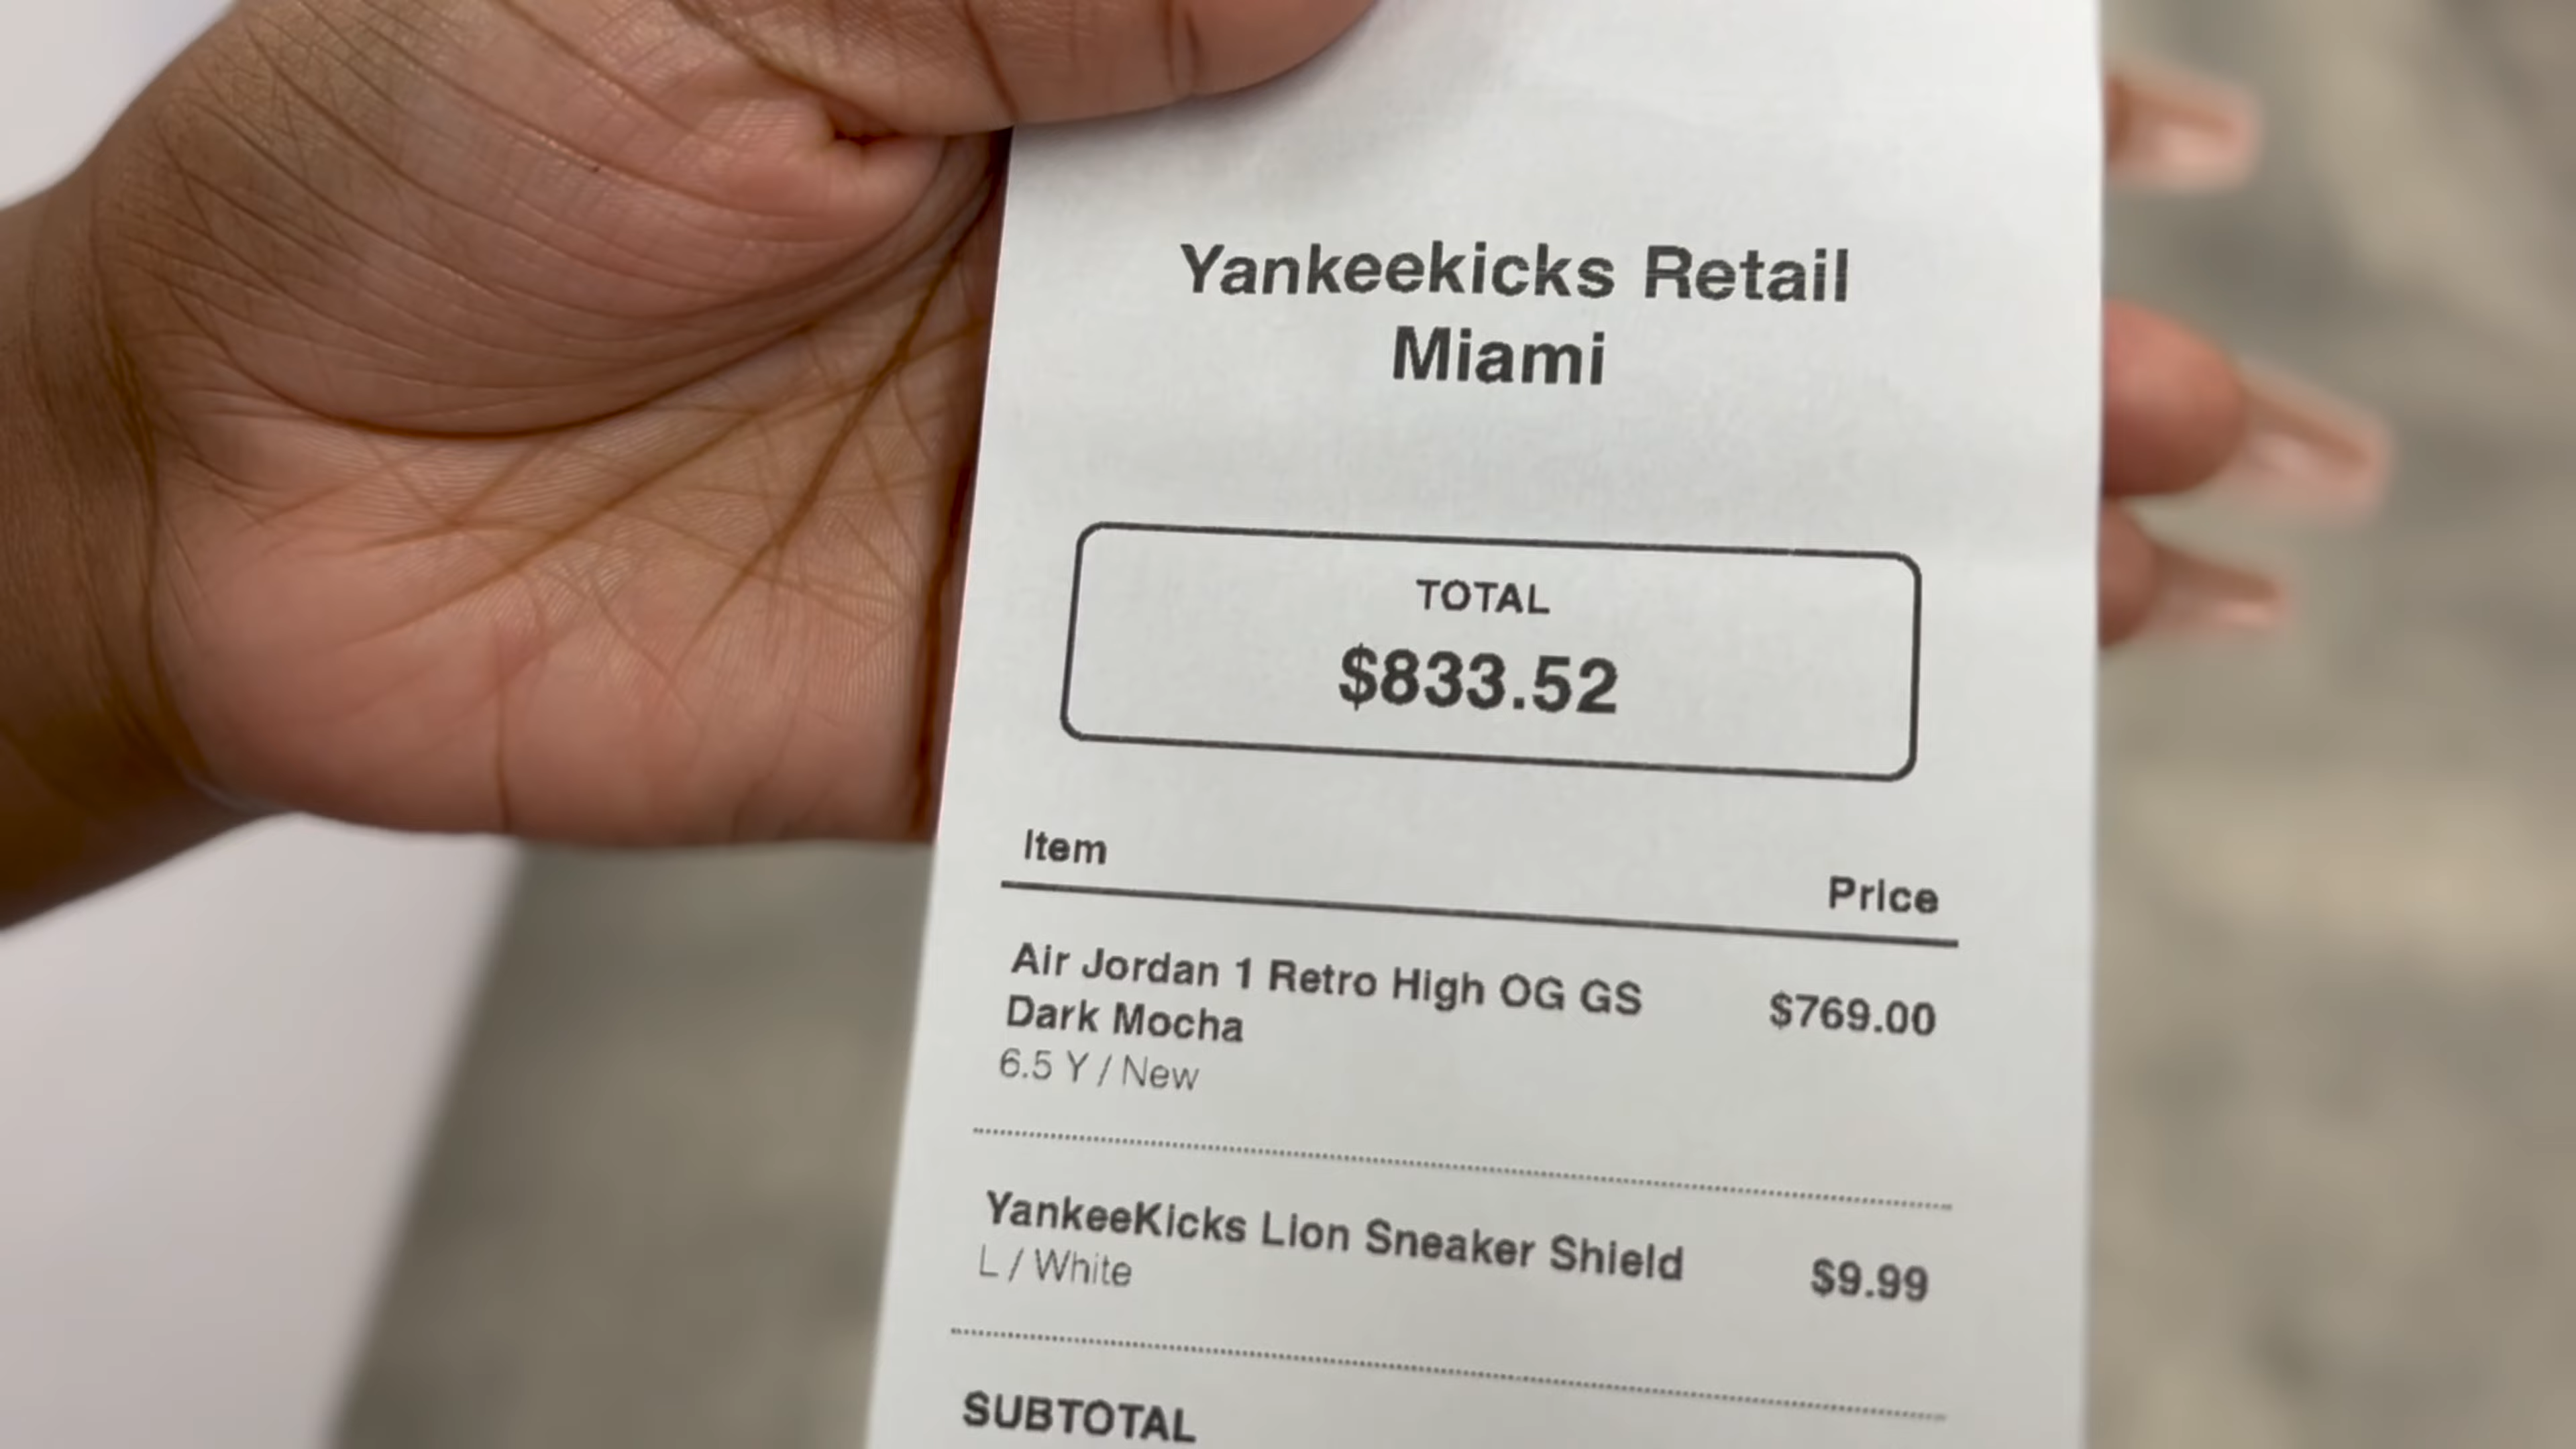 Yankeekicks Retail
Miami
TOTAL
$833.52
Item Price
Air Jordan 1 Retro High OG GS $769.00
Dark Mocha
6.5 Y / New
YankeeKicks Lion Sneaker Shield $9.99
L / White
SUBTOTAL